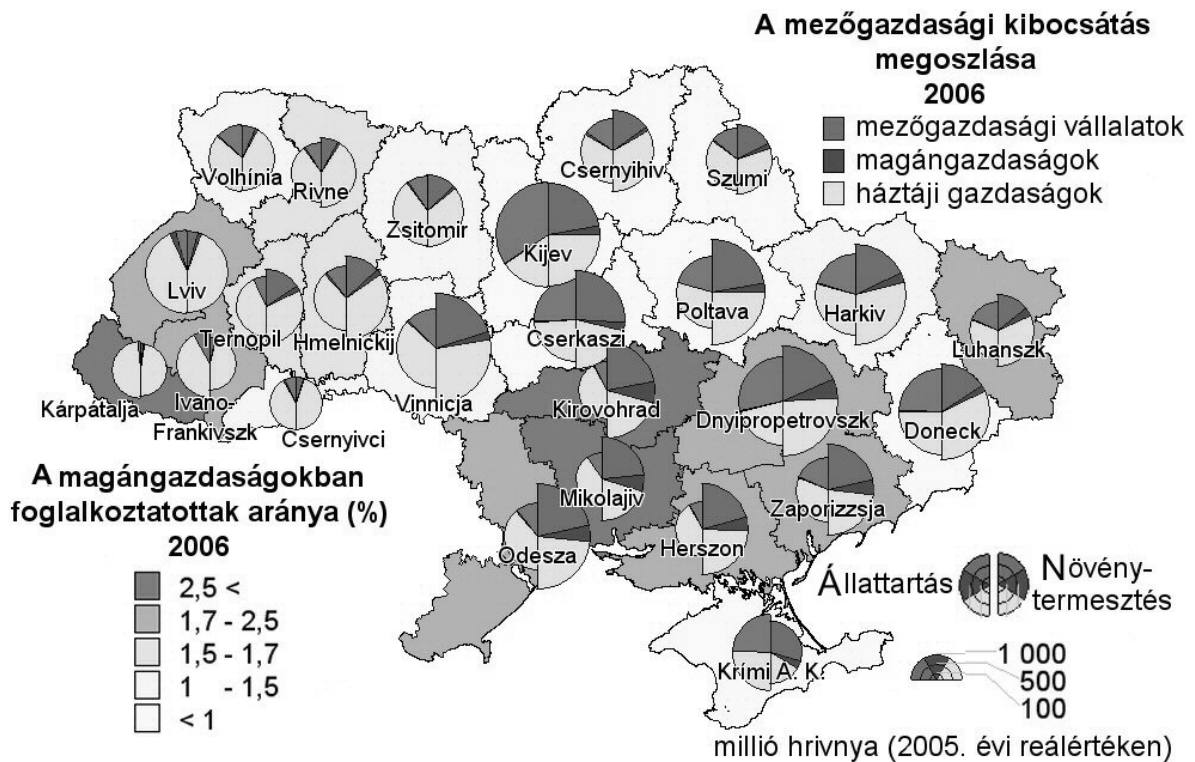 A mezőgazdasági kibocsátás
megoszlása
2006
mezőgazdasági vállalatok
magángazdaságok
háztáji gazdaságok
Volhínia
Rivne
Zsitomir
Csernyihiv
Szumi
Kijev
Lviv
Ternopil
Hmelnickij
Vinnicja
Cserkaszi
Poltava
Harkiv
Luhanszk
Kárpátalja
Ivano-
Frankivszk
Csernyivci
Kirovohrad
Dnyipropetrovszk
Doneck
Mikolajiv
Zaporizzsja
Odesza
Herszon
Krími A. K.
A magángazdaságokban
foglalkoztatottak aránya (%)
2006
2,5 <
1,7 - 2,5
1,5 - 1,7
1 - 1,5
< 1
Állattartás
Növény-
termesztés
1 000
500
100
millió hrivnya (2005. évi reálértéken)